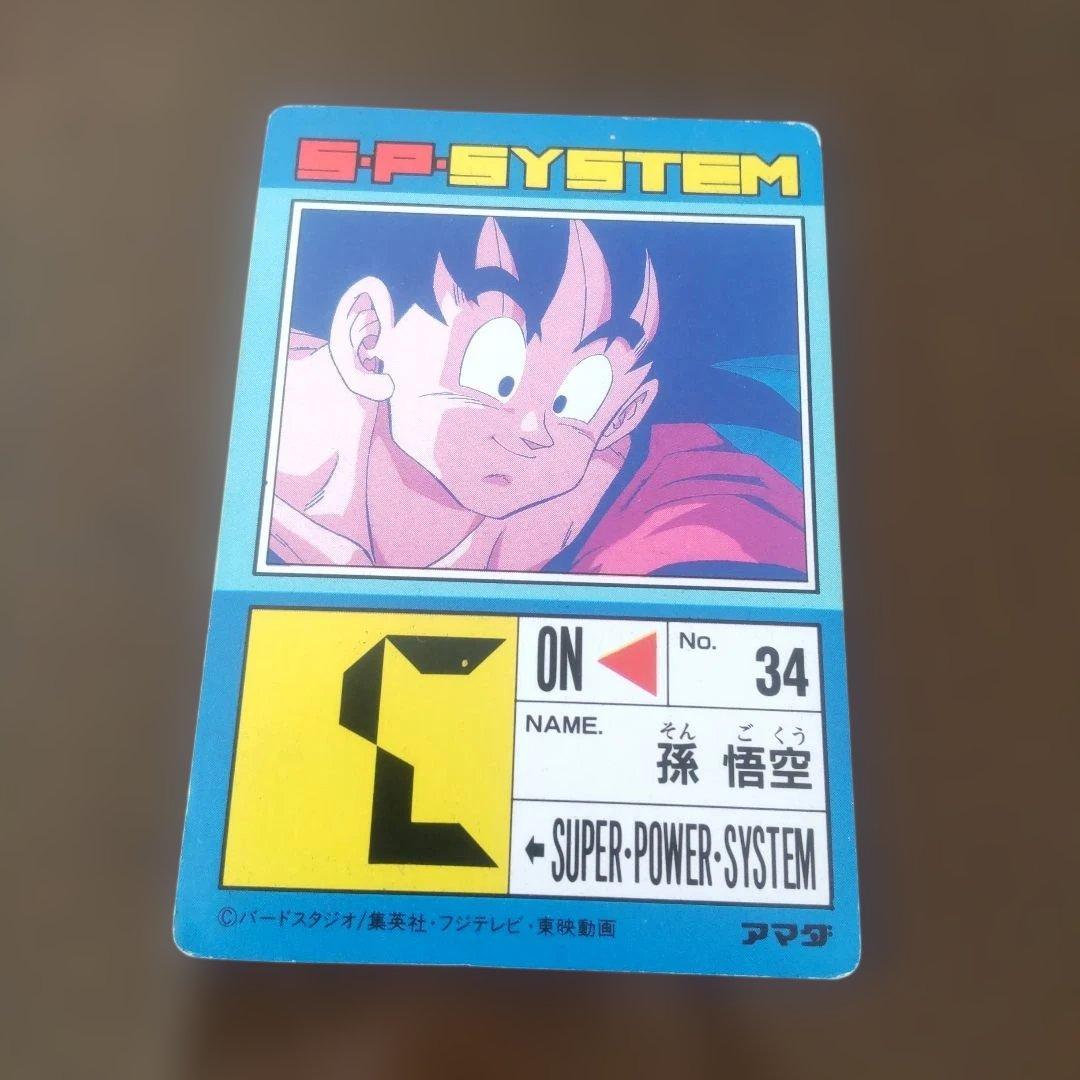 S·P·SYSTEM
ON
No. 34
NAME.
そん ご くう
孫 悟空
←SUPER·POWER·SYSTEM
©バードスタジオ/集英社・フジテレビ・東映動画
アマダ